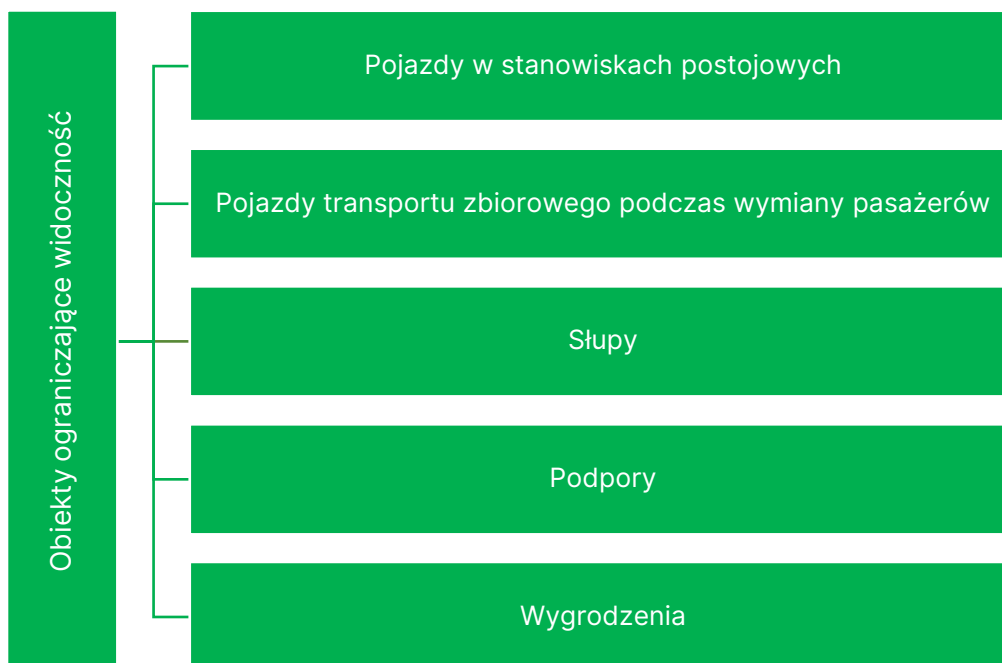 Obiekty ograniczające widoczność
Pojazdy w stanowiskach postojowych
Pojazdy transportu zbiorowego podczas wymiany pasażerów
Słupy
Podpory
Wygrodzenia